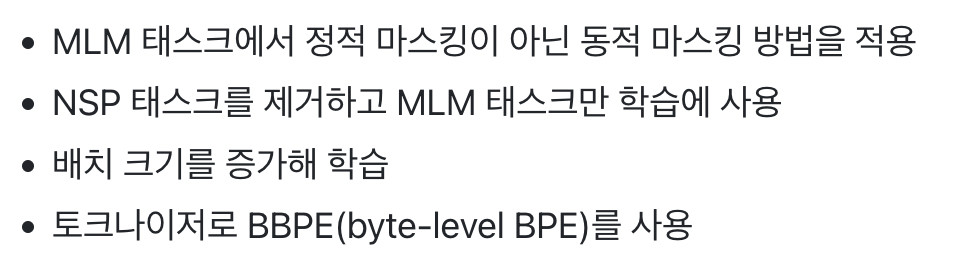 • MLM 태스크에서 정적 마스킹이 아닌 동적 마스킹 방법을 적용
• NSP 태스크를 제거하고 MLM 태스크만 학습에 사용
• 배치 크기를 증가해 학습
• 토크나이저로 BBPE(byte-level BPE)를 사용